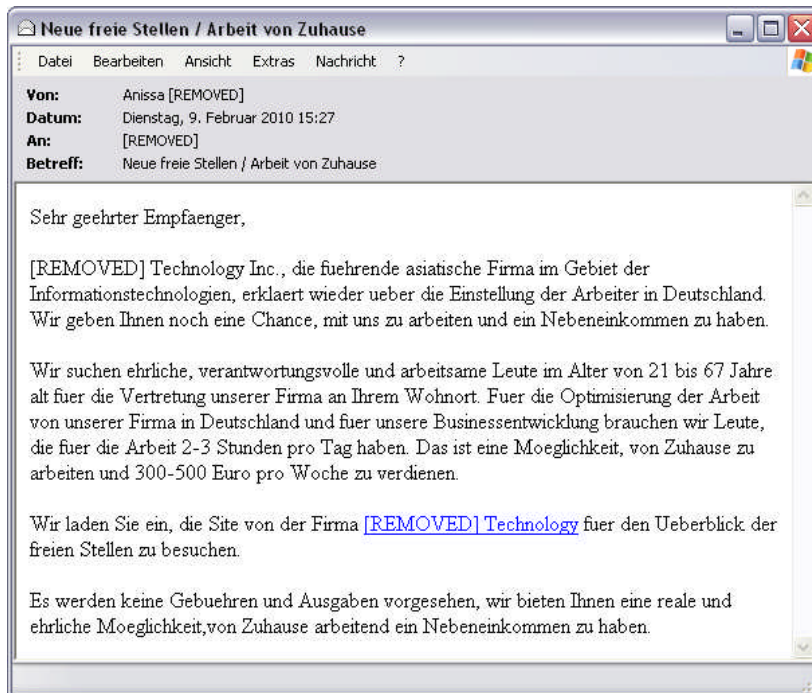 Neue freie Stellen / Arbeit von Zuhause
Datei Bearbeiten Ansicht Extras Nachricht ?
Von: Anissa [REMOVED]
Datum: Dienstag, 9. Februar 2010 15:27
An: [REMOVED]
Betreff: Neue freie Stellen / Arbeit von Zuhause
Sehr geehrter Empfaenger,
[REMOVED] Technology Inc., die fuehrende asiatische Firma im Gebiet der
Informationstechnologien, erklaert wieder ueber die Einstellung der Arbeiter in Deutschland.
Wir geben Ihnen noch eine Chance, mit uns zu arbeiten und ein Nebeneinkommen zu haben.
Wir suchen ehrliche, verantwortungsvolle und arbeitsame Leute im Alter von 21 bis 67 Jahre
alt fuer die Vertretung unserer Firma an Ihrem Wohnort. Fuer die Optimisierung der Arbeit
von unserer Firma in Deutschland und fuer unsere Businessentwicklung brauchen wir Leute,
die fuer die Arbeit 2-3 Stunden pro Tag haben. Das ist eine Moeglichkeit, von Zuhause zu
arbeiten und 300-500 Euro pro Woche zu verdienen.
Wir laden Sie ein, die Site von der Firma [REMOVED] Technology fuer den Ueberblick der
freien Stellen zu besuchen.
Es werden keine Gebuehren und Ausgaben vorgesehen, wir bieten Ihnen eine reale und
ehrliche Moeglichkeit,von Zuhause arbeitend ein Nebeneinkommen zu haben.